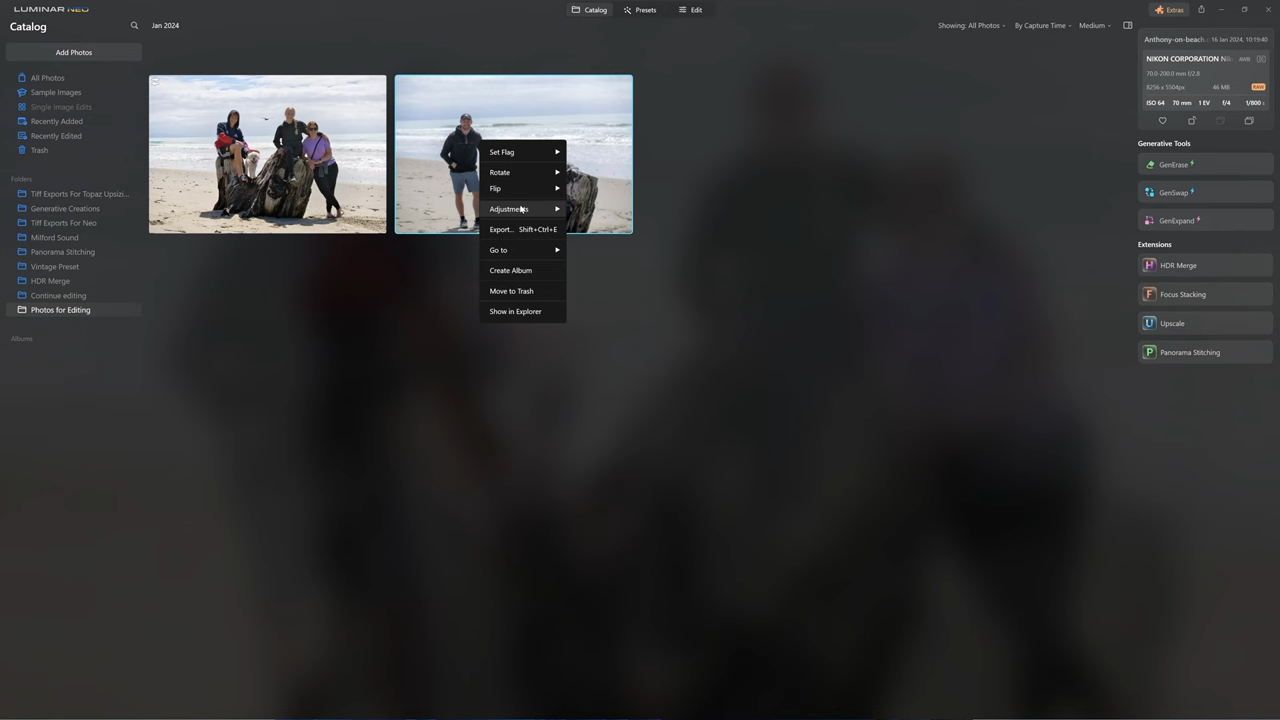 LUMINAR NEO
Catalog
Presets
Edit
Extras
Catalog
Jan 2024
Showing: All Photos
By Capture Time
Medium
Add Photos
All Photos
Sample Images
Single Image Edits
Recently Added
Recently Edited
Trash
Folders
Tiff Exports For Topaz Upsizi...
Generative Creations
Tiff Exports For Neo
Milford Sound
Panorama Stitching
Vintage Preset
HDR Merge
Continue editing
Photos for Editing
Albums
Set Flag
Rotate
Flip
Adjustments
Export... Shift+Ctrl+E
Go to
Create Album
Move to Trash
Show in Explorer
Anthony-on-beach... 16 Jan 2024, 10:19:40
NIKON CORPORATION Ni AWB
70.0-200.0 mm f/2.8
8256 x 5504px 46 MB RAW
ISO 64 70 mm 1 EV f/4 1/800 s
Generative Tools
GenErase
GenSwap
GenExpand
Extensions
HDR Merge
Focus Stacking
Upscale
Panorama Stitching